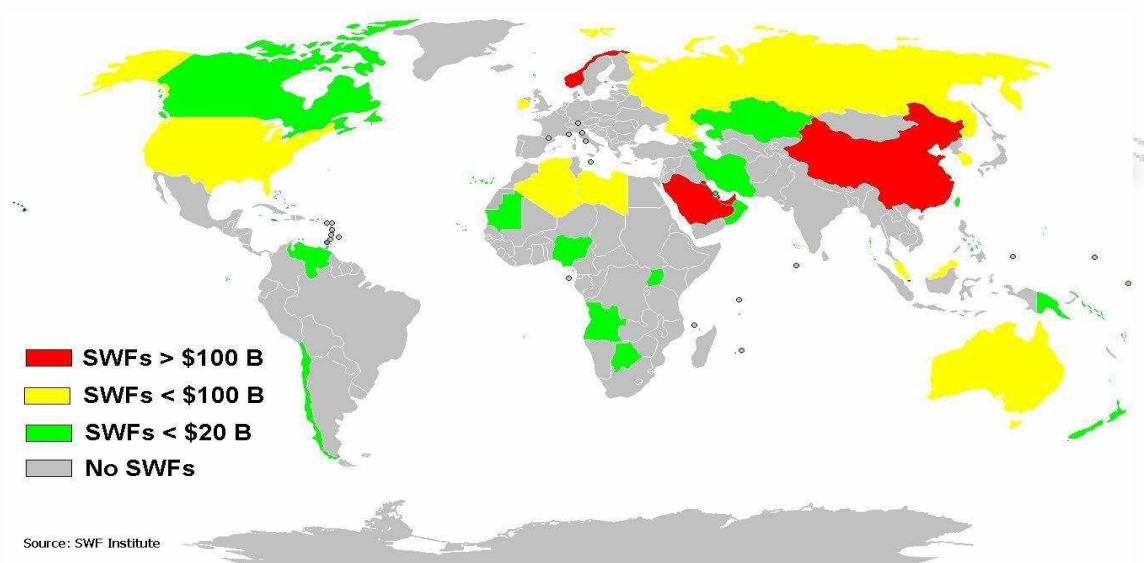 SWFs > $100 B
SWFs < $100 B
SWFs < $20 B
No SWFs
Source: SWF Institute